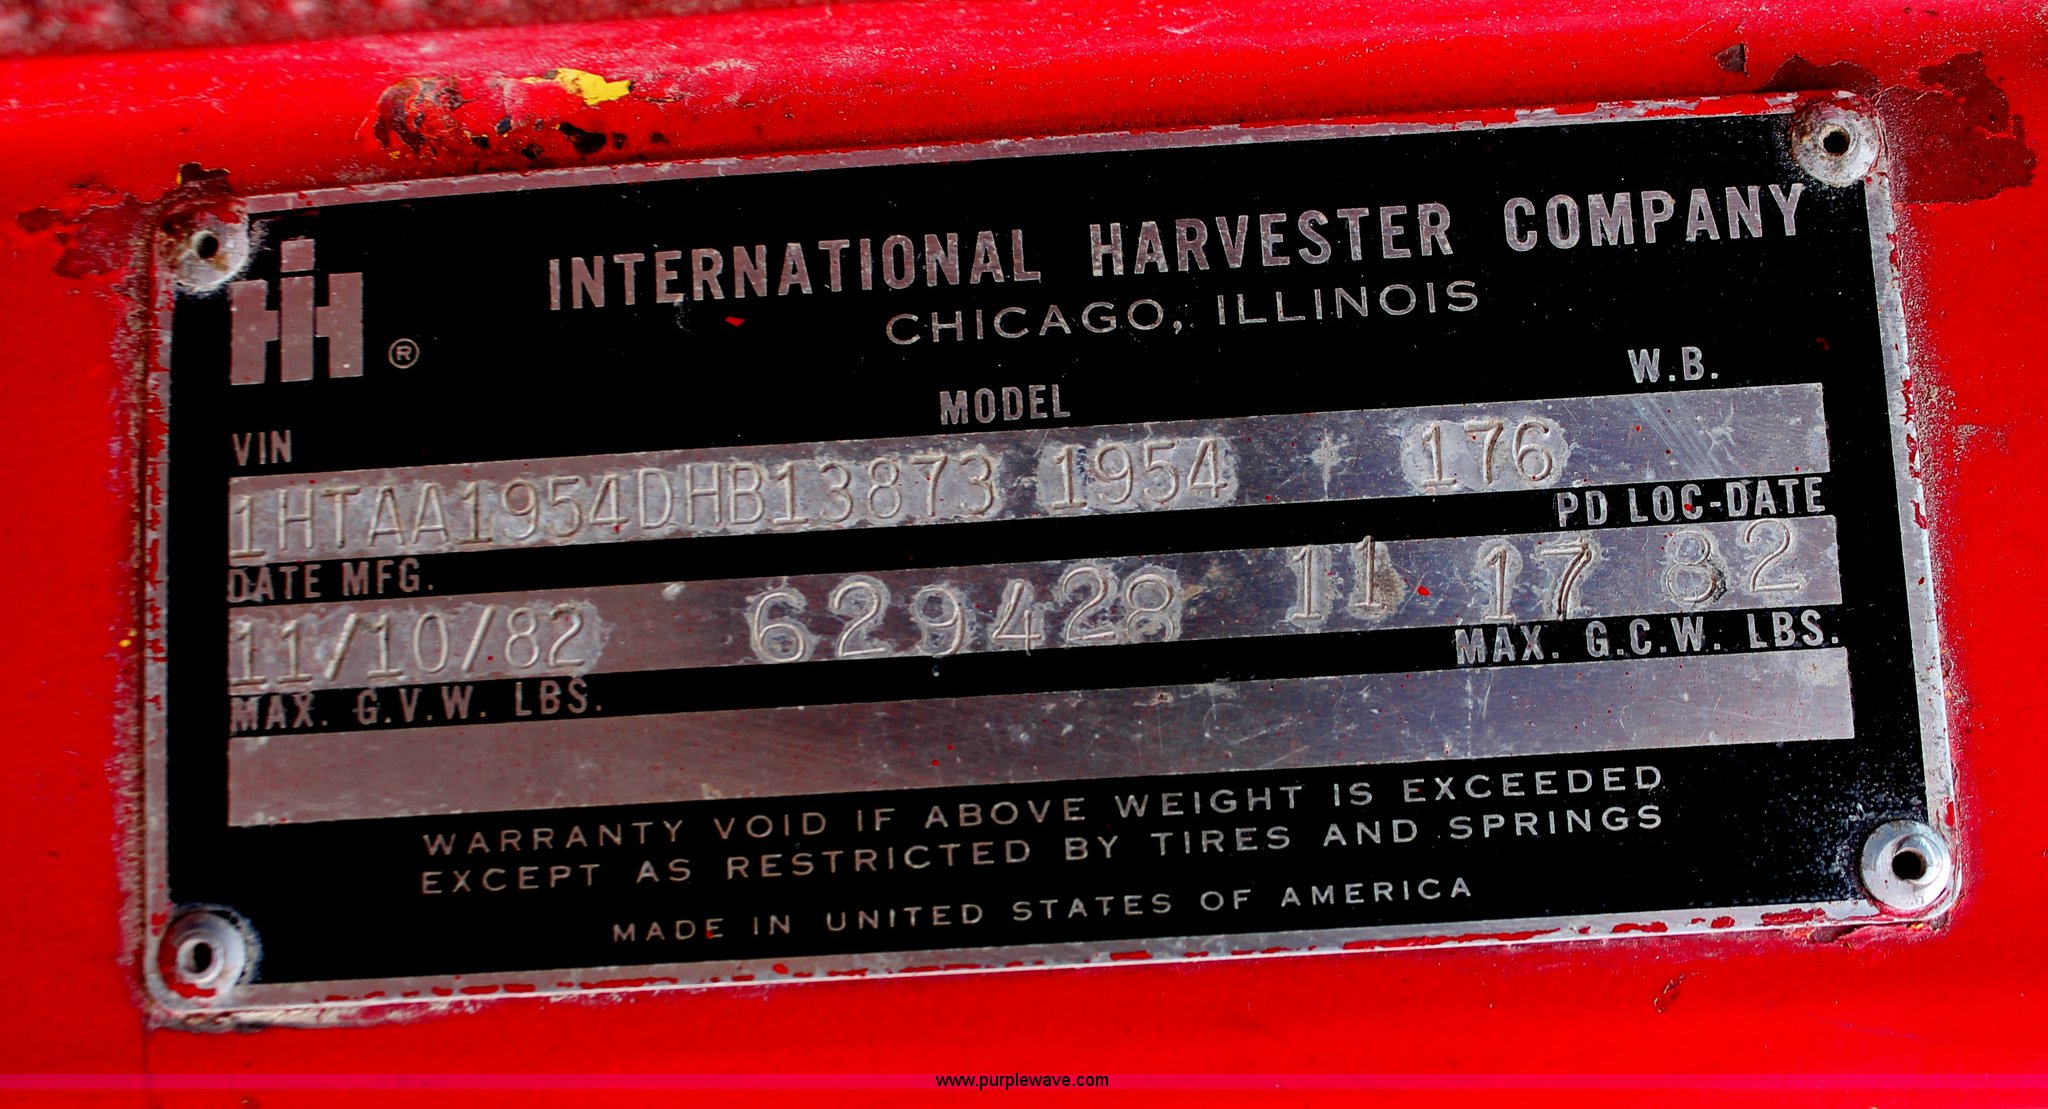 IH ®
INTERNATIONAL HARVESTER COMPANY
CHICAGO, ILLINOIS
VIN MODEL W.B.
1HTAA1954DHB13873 1954 176
DATE MFG. PD LOC-DATE
11/10/82 629428 11 17 82
MAX. G.V.W. LBS. MAX. G.C.W. LBS.
WARRANTY VOID IF ABOVE WEIGHT IS EXCEEDED
EXCEPT AS RESTRICTED BY TIRES AND SPRINGS
MADE IN UNITED STATES OF AMERICA
www.purplewave.com